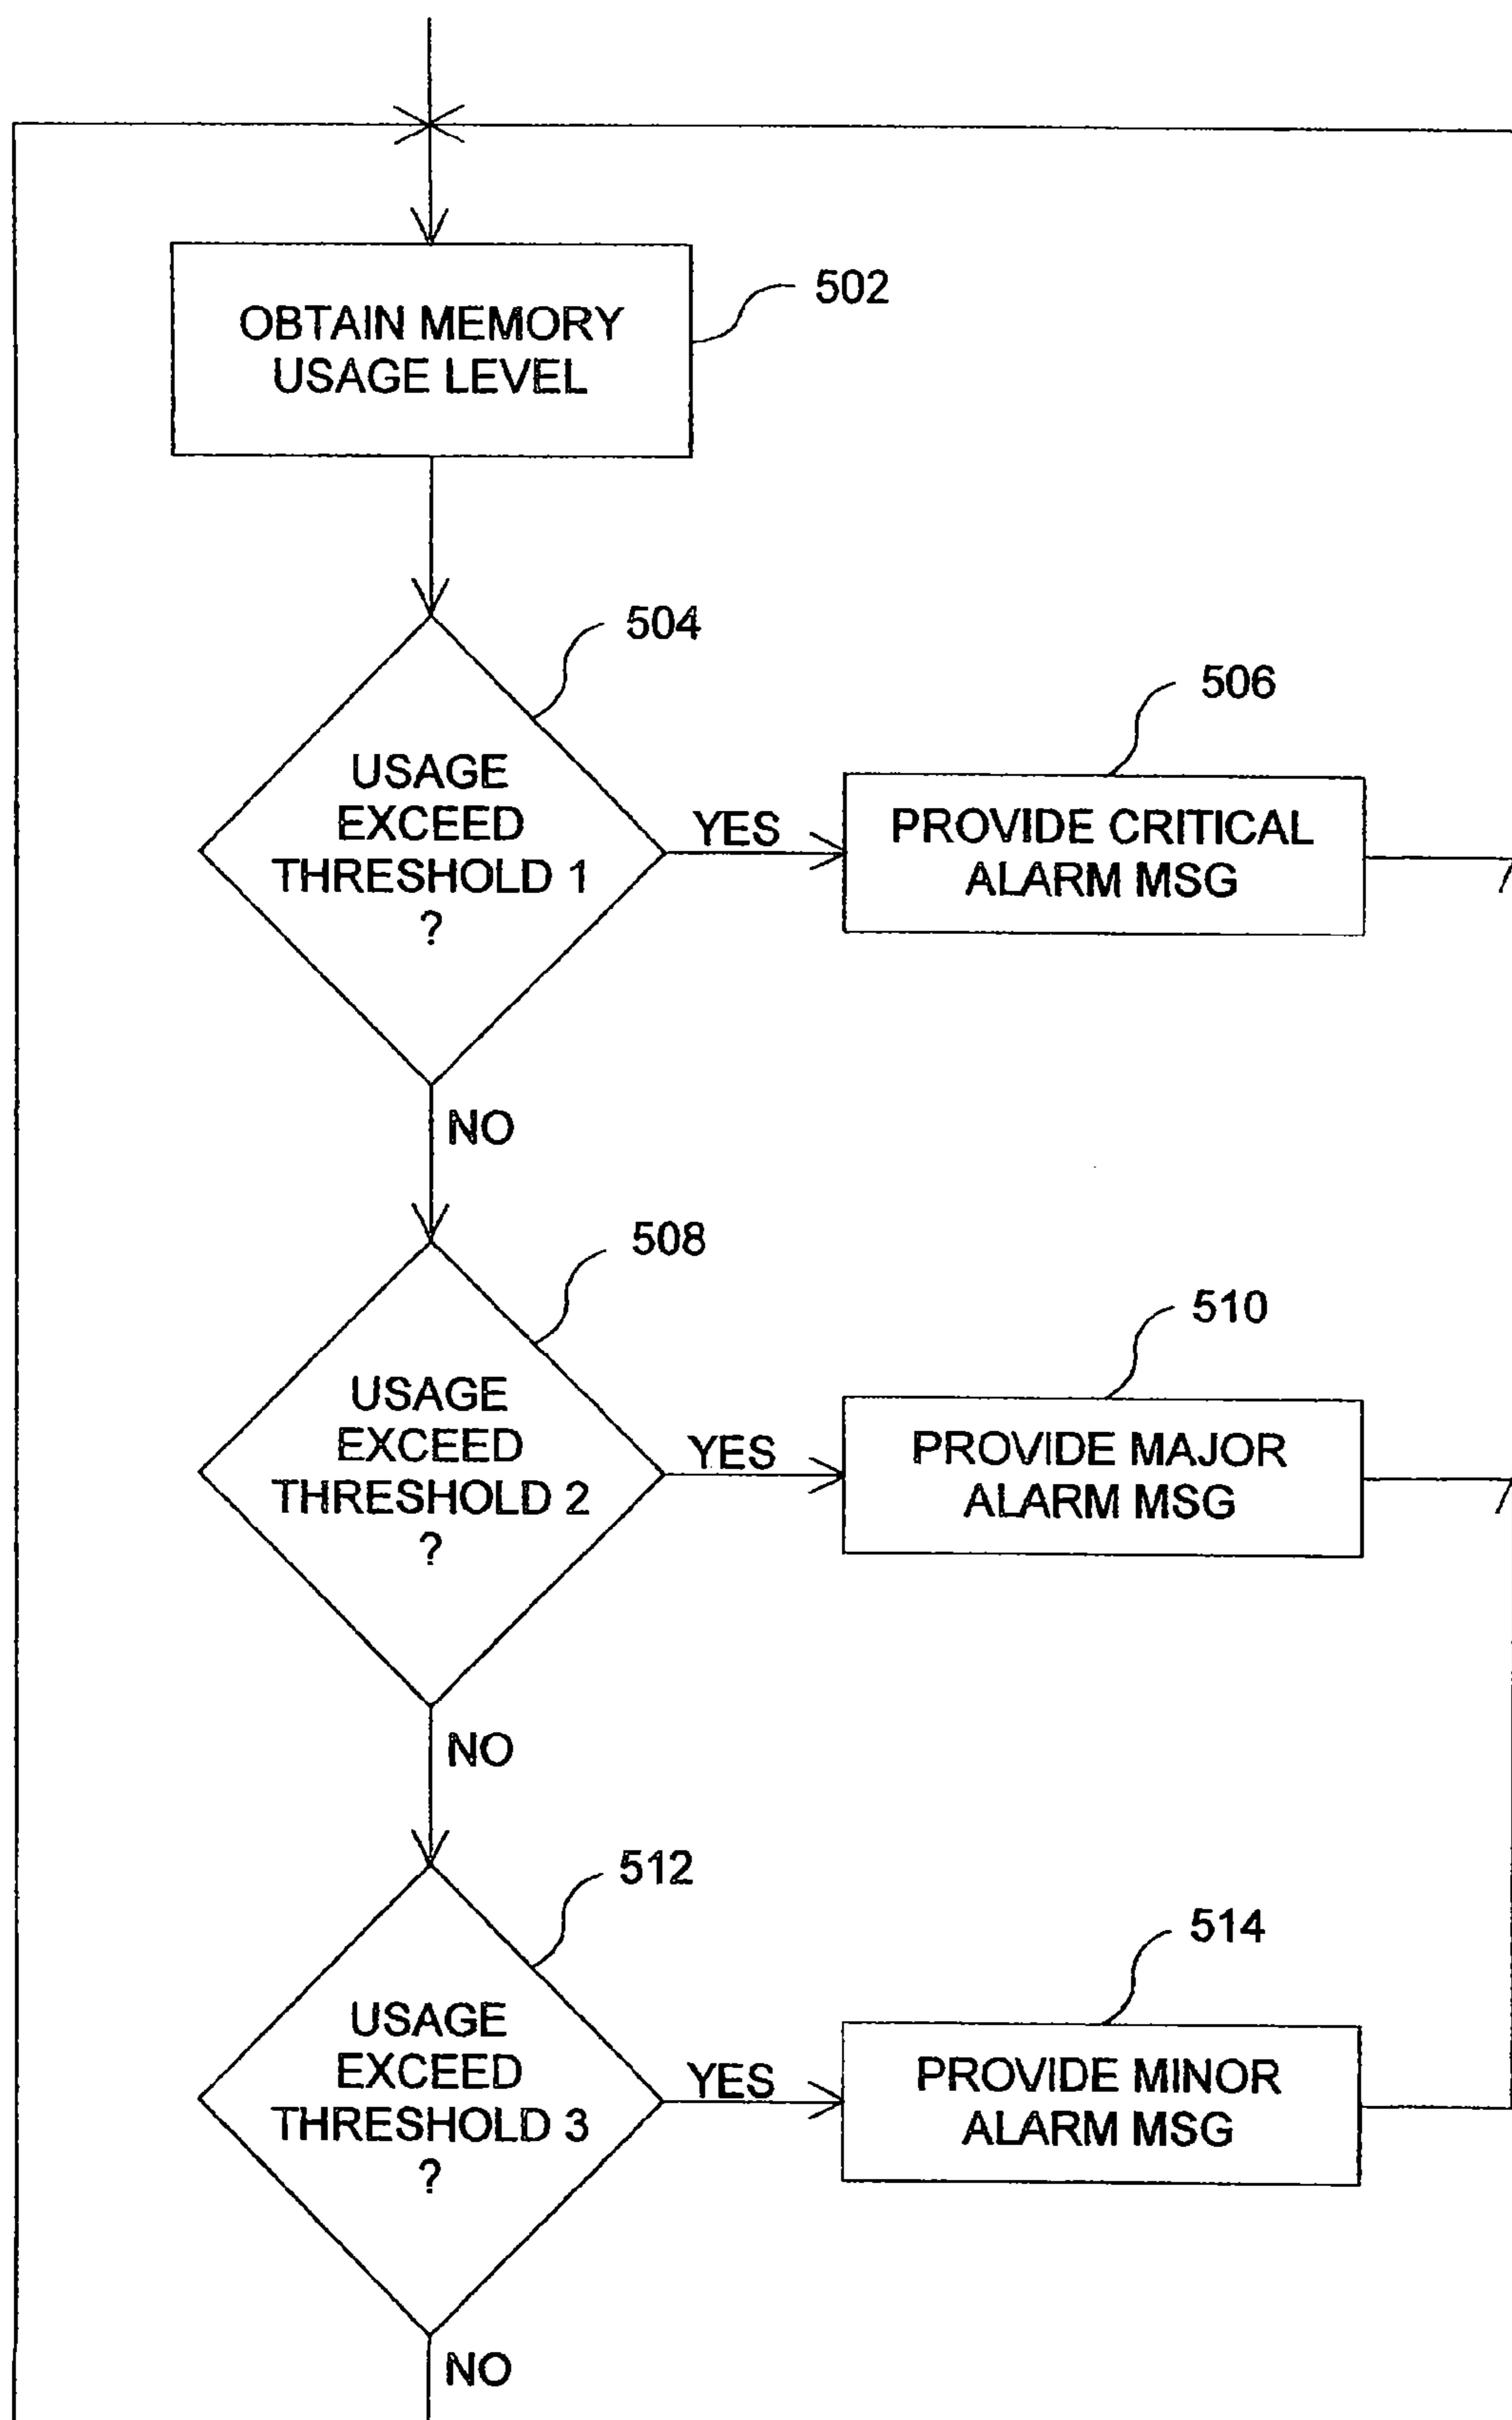 502
OBTAIN MEMORY
USAGE LEVEL
504
USAGE
EXCEED
THRESHOLD 1
?
YES
506
PROVIDE CRITICAL
ALARM MSG
NO
508
USAGE
EXCEED
THRESHOLD 2
?
YES
510
PROVIDE MAJOR
ALARM MSG
NO
512
USAGE
EXCEED
THRESHOLD 3
?
YES
514
PROVIDE MINOR
ALARM MSG
NO